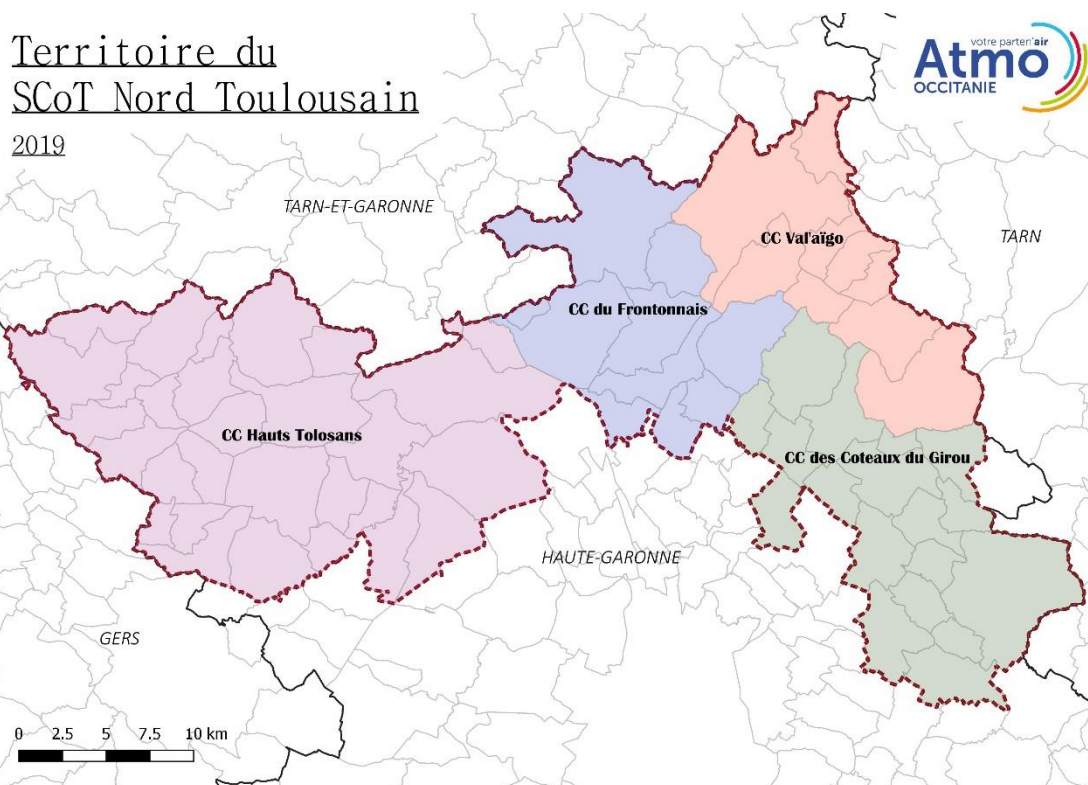 Territoire du
SCoT Nord Toulousain
2019
votre parten'air
Atmo
OCCITANIE
TARN-ET-GARONNE
TARN
CC Val'aïgo
CC du Frontonnais
CC Hauts Tolosans
CC des Coteaux du Girou
HAUTE-GARONNE
GERS
0 2.5 5 7.5 10 km